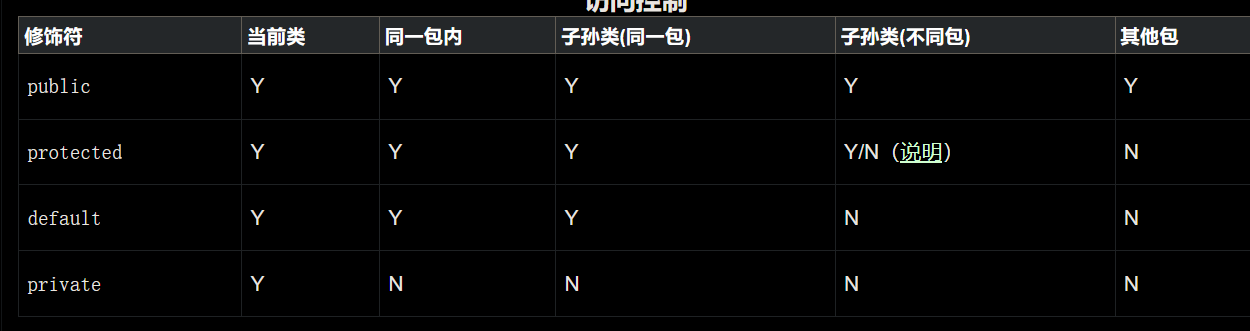 访问控制
修饰符 当前类 同一包内 子孙类(同一包) 子孙类(不同包) 其他包
public Y Y Y Y Y
protected Y Y Y Y/N（说明） N
default Y Y Y N N
private Y N N N N